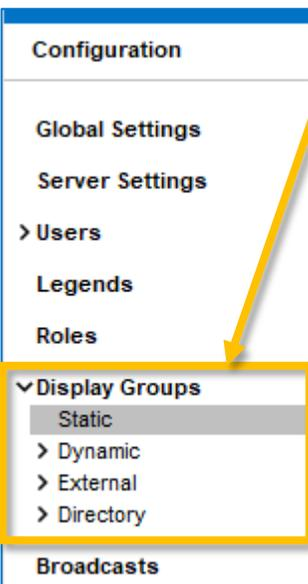 Configuration
Global Settings
Server Settings
Users
Legends
Roles
Display Groups
Static
Dynamic
External
Directory
Broadcasts